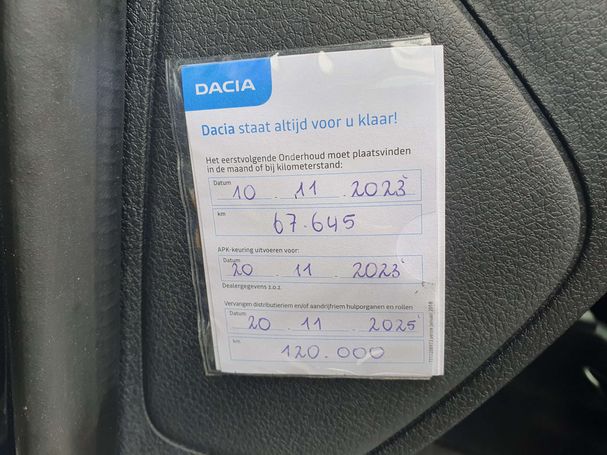 DACIA
Dacia staat altijd voor u klaar!
Het eerstvolgende Onderhoud moet plaatsvinden
in de maand of bij kilometerstand:
Datum
10 . 11 . 2023
km
67.645
APK-keuring uitvoeren voor:
Datum
20 . 11 . 2023
Dealergegevens z.o.z.
Vervangen distributieriem en/of aandrijfriem hulporganen en rollen
Datum
20 . 11 . 2025
km
120.000